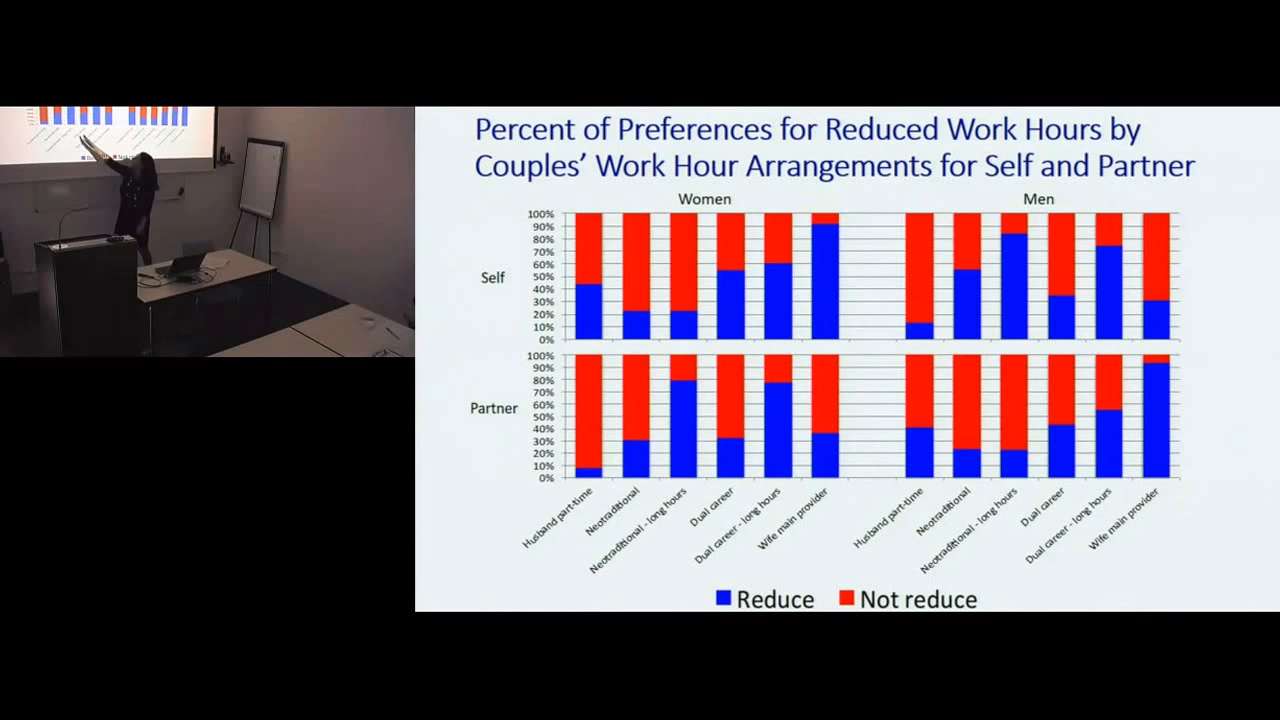 Percent of Preferences for Reduced Work Hours by
Couples' Work Hour Arrangements for Self and Partner
Women
Men
Self
100%
90%
80%
70%
60%
50%
40%
30%
20%
10%
0%
Partner
100%
90%
80%
70%
60%
50%
40%
30%
20%
10%
0%
Husband part-time
Neotraditional
Neotraditional - long hours
Dual career
Dual career - long hours
Wife main provider
Husband part-time
Neotraditional
Neotraditional - long hours
Dual career
Dual career - long hours
Wife main provider
Reduce
Not reduce